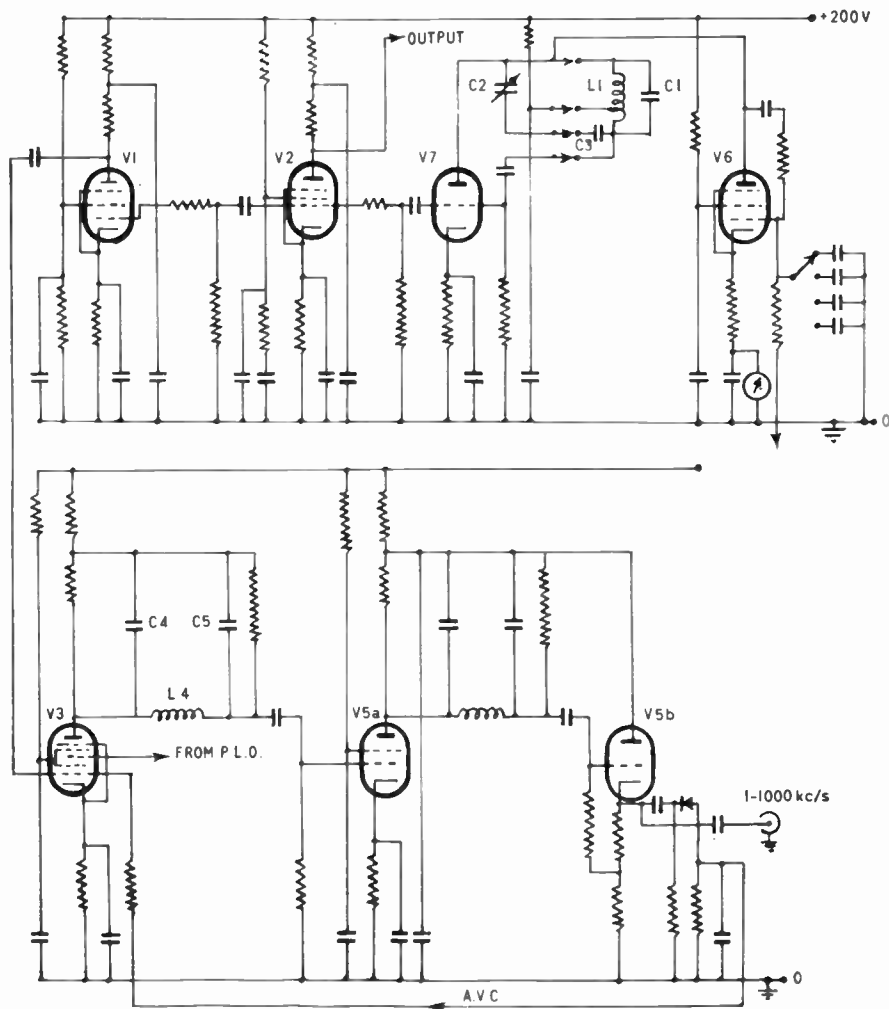 +200V
OUTPUT
C2
L1
C1
C3
V1
V2
V7
V6
0
C4
C5
L4
V3
V5a
V5b
FROM P.L.O.
1-1000 kc/s
0
A.V.C